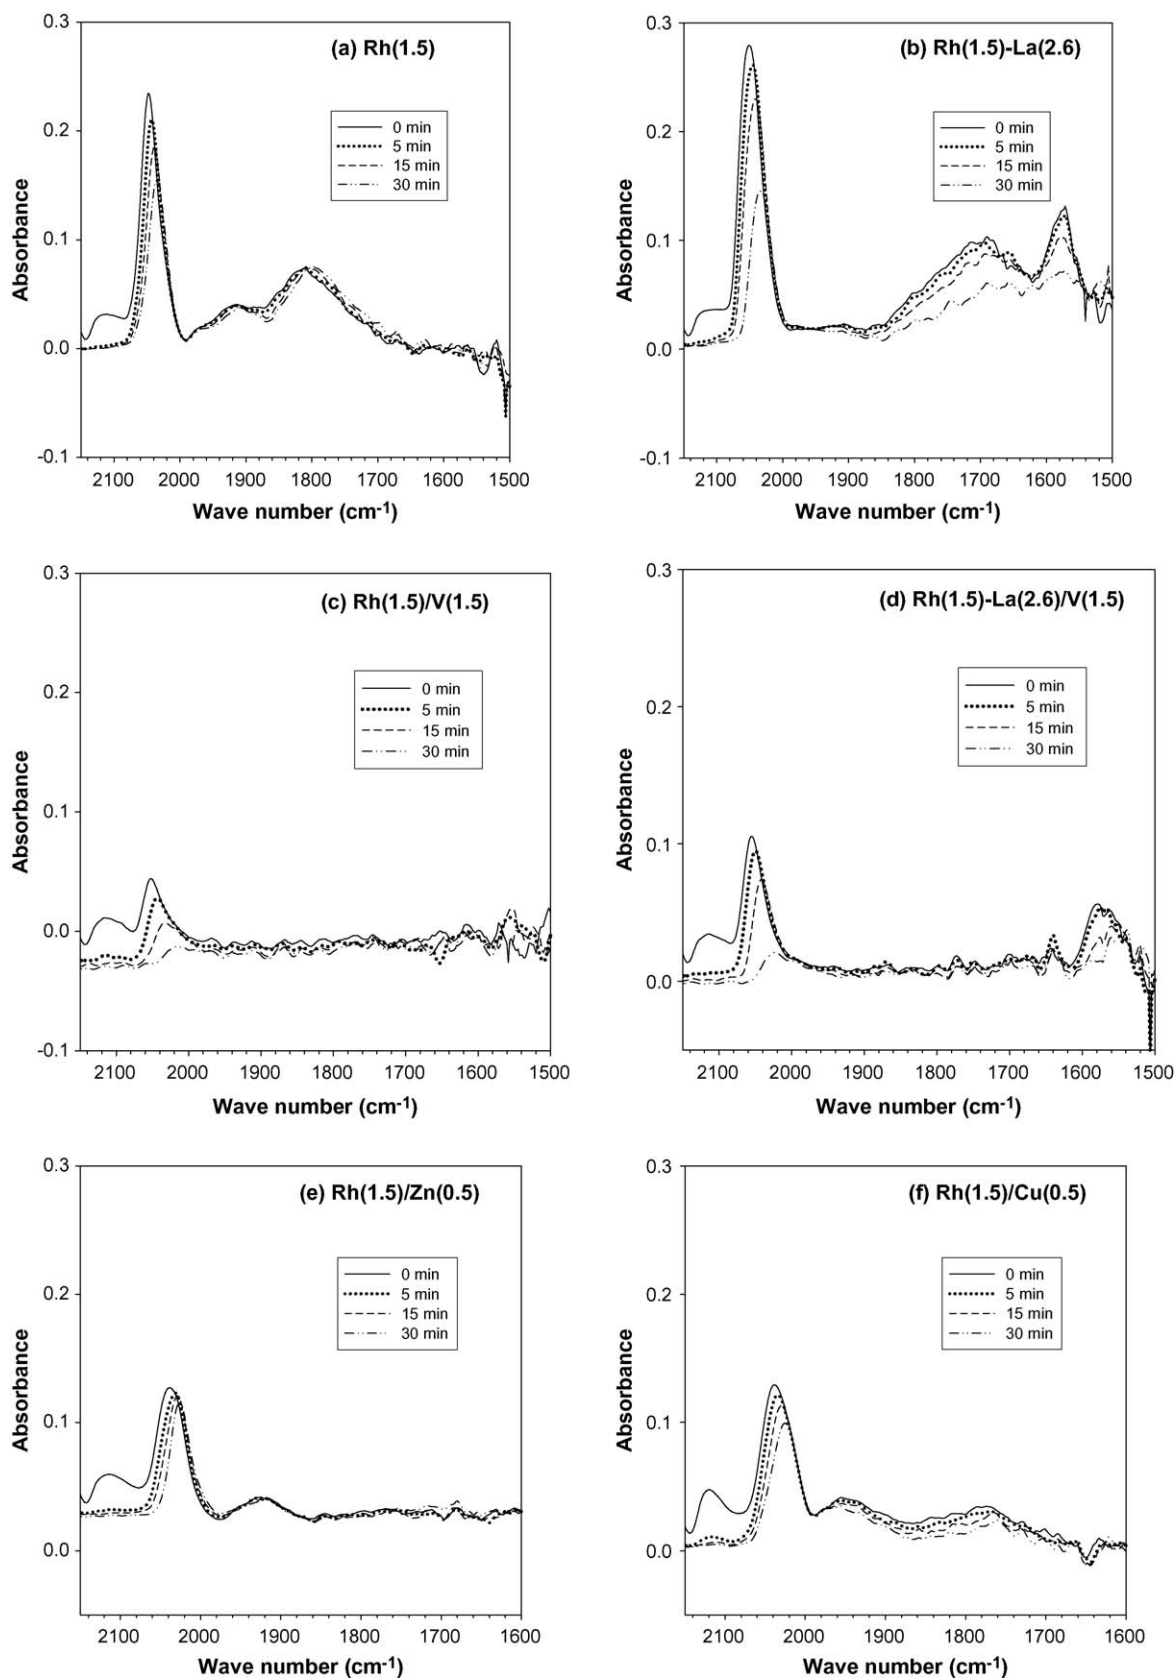 (a) Rh(1.5)
0 min
5 min
15 min
30 min
Absorbance
0.3
0.2
0.1
0.0
-0.1
2100 2000 1900 1800 1700 1600 1500
Wave number (cm-1)
(b) Rh(1.5)-La(2.6)
0 min
5 min
15 min
30 min
Absorbance
0.3
0.2
0.1
0.0
-0.1
2100 2000 1900 1800 1700 1600 1500
Wave number (cm-1)
(c) Rh(1.5)/V(1.5)
0 min
5 min
15 min
30 min
Absorbance
0.3
0.2
0.1
0.0
-0.1
2100 2000 1900 1800 1700 1600 1500
Wave number (cm-1)
(d) Rh(1.5)-La(2.6)/V(1.5)
0 min
5 min
15 min
30 min
Absorbance
0.3
0.2
0.1
0.0
2100 2000 1900 1800 1700 1600 1500
Wave number (cm-1)
(e) Rh(1.5)/Zn(0.5)
0 min
5 min
15 min
30 min
Absorbance
0.3
0.2
0.1
0.0
2100 2000 1900 1800 1700 1600
Wave number (cm-1)
(f) Rh(1.5)/Cu(0.5)
0 min
5 min
15 min
30 min
Absorbance
0.3
0.2
0.1
0.0
2100 2000 1900 1800 1700 1600
Wave number (cm-1)